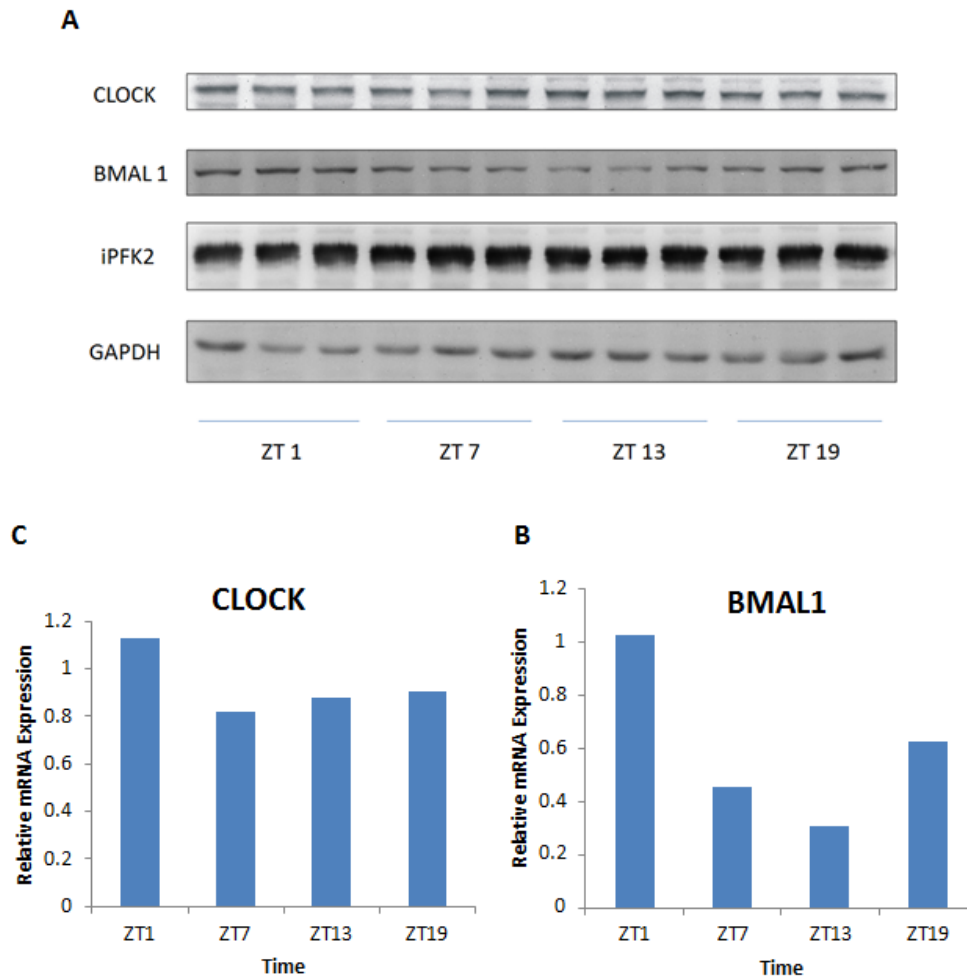 A
CLOCK
BMAL 1
iPFK2
GAPDH
ZT 1 ZT 7 ZT 13 ZT 19
C
CLOCK
Relative mRNA Expression
1.2
1
0.8
0.6
0.4
0.2
0
ZT1 ZT7 ZT13 ZT19
Time
B
BMAL1
Relative mRNA Expression
1.2
1
0.8
0.6
0.4
0.2
0
ZT1 ZT7 ZT13 ZT19
Time